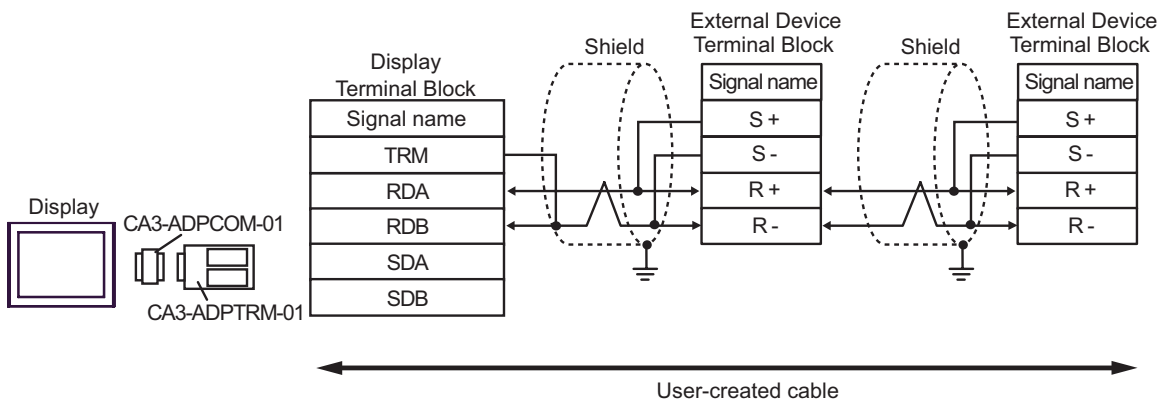 Display
CA3-ADPCOM-01
CA3-ADPTRM-01
Display
Terminal Block
Signal name
TRM
RDA
RDB
SDA
SDB
Shield
External Device
Terminal Block
Signal name
S +
S -
R +
R -
Shield
External Device
Terminal Block
Signal name
S +
S -
R +
R -
User-created cable